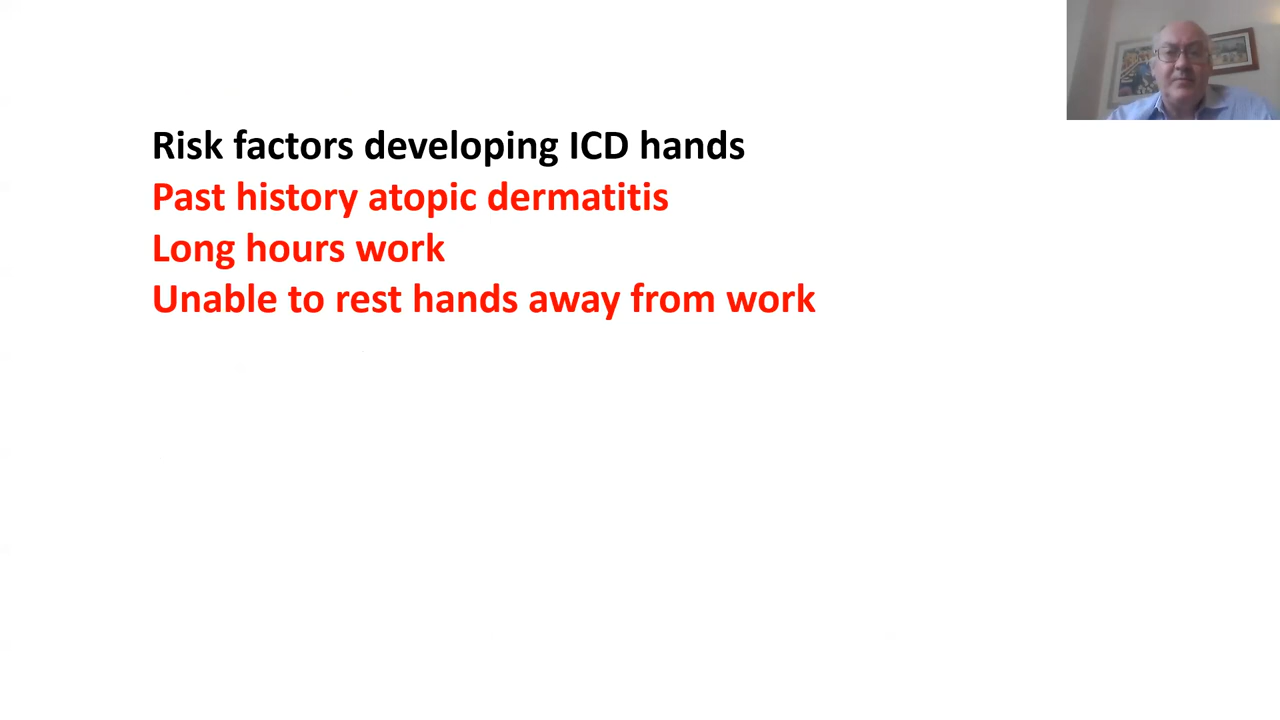 Risk factors developing ICD hands
Past history atopic dermatitis
Long hours work
Unable to rest hands away from work